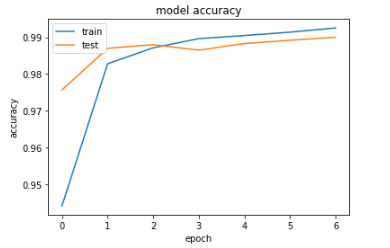 model accuracy
train
test
accuracy
0.99
0.98
0.97
0.96
0.95
0 1 2 3 4 5 6
epoch